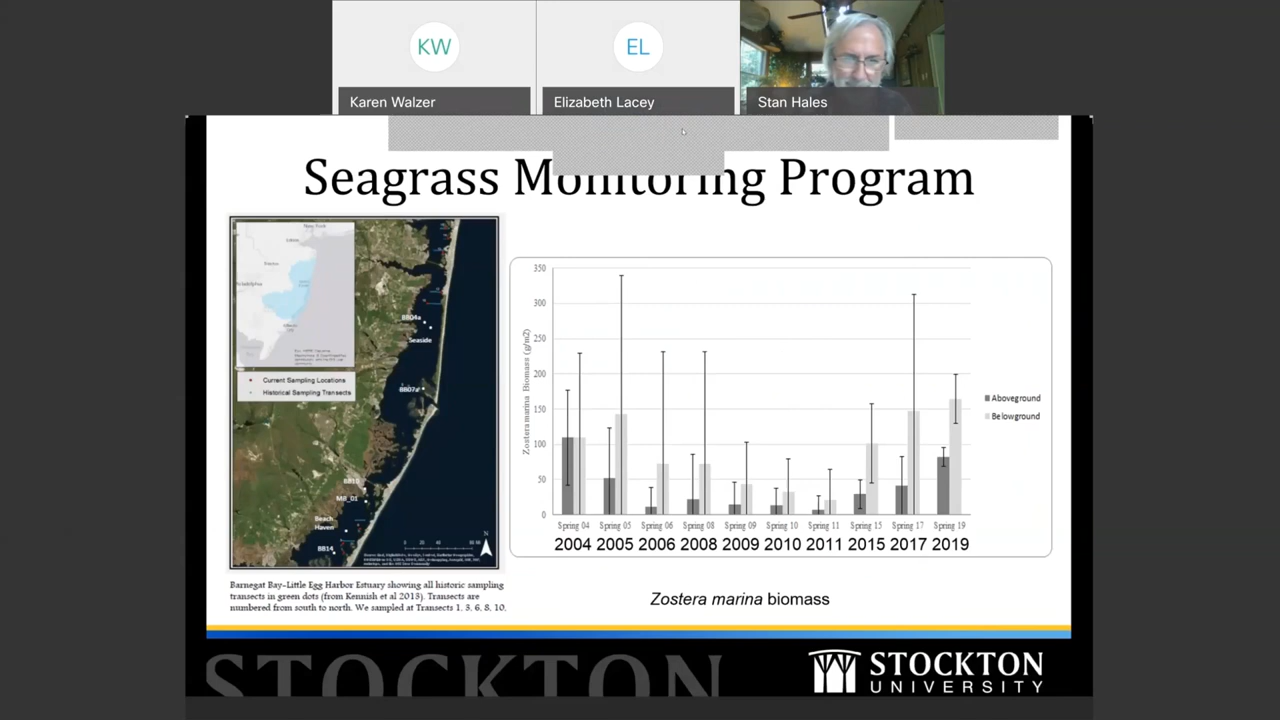 KW
EL
Karen Walzer
Elizabeth Lacey
Stan Hales
Seagrass Monitoring Program
BB04a
Seaside
Current Sampling Locations
Historical Sampling Transects
BB07a
BB10
MB_01
Beach
Haven
BB14
N
Barnegat Bay-Little Egg Harbor Estuary showing all historic sampling
transects in green dots (from Kennish et al 2013). Transects are
numbered from south to north. We sampled at Transects 1, 3, 6, 8, 10,
Zostera marina Biomass (g/m2)
350
300
250
200
150
100
50
0
Spring 04 Spring 05 Spring 06 Spring 08 Spring 09 Spring 10 Spring 11 Spring 15 Spring 17 Spring 19
2004 2005 2006 2008 2009 2010 2011 2015 2017 2019
Aboveground
Belowground
Zostera marina biomass
STOCKTON
STOCKTON
UNIVERSITY